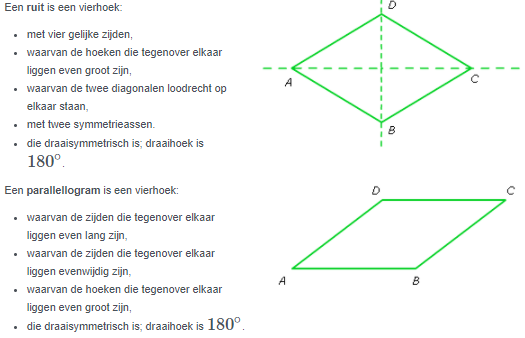 Een ruit is een vierhoek:
• met vier gelijke zijden,
• waarvan de hoeken die tegenover elkaar
liggen even groot zijn,
• waarvan de twee diagonalen loodrecht op
elkaar staan,
• met twee symmetrieassen.
• die draaisymmetrisch is; draaihoek is
180°.
D
A
C
B
Een parallellogram is een vierhoek:
• waarvan de zijden die tegenover elkaar
liggen even lang zijn,
• waarvan de zijden die tegenover elkaar
liggen evenwijdig zijn,
• waarvan de hoeken die tegenover elkaar
liggen even groot zijn,
• die draaisymmetrisch is; draaihoek is 180°.
D
C
A
B